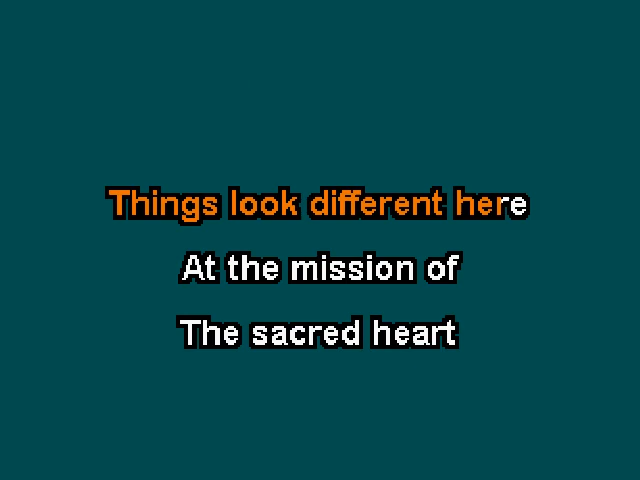 Things look different here
At the mission of
The sacred heart